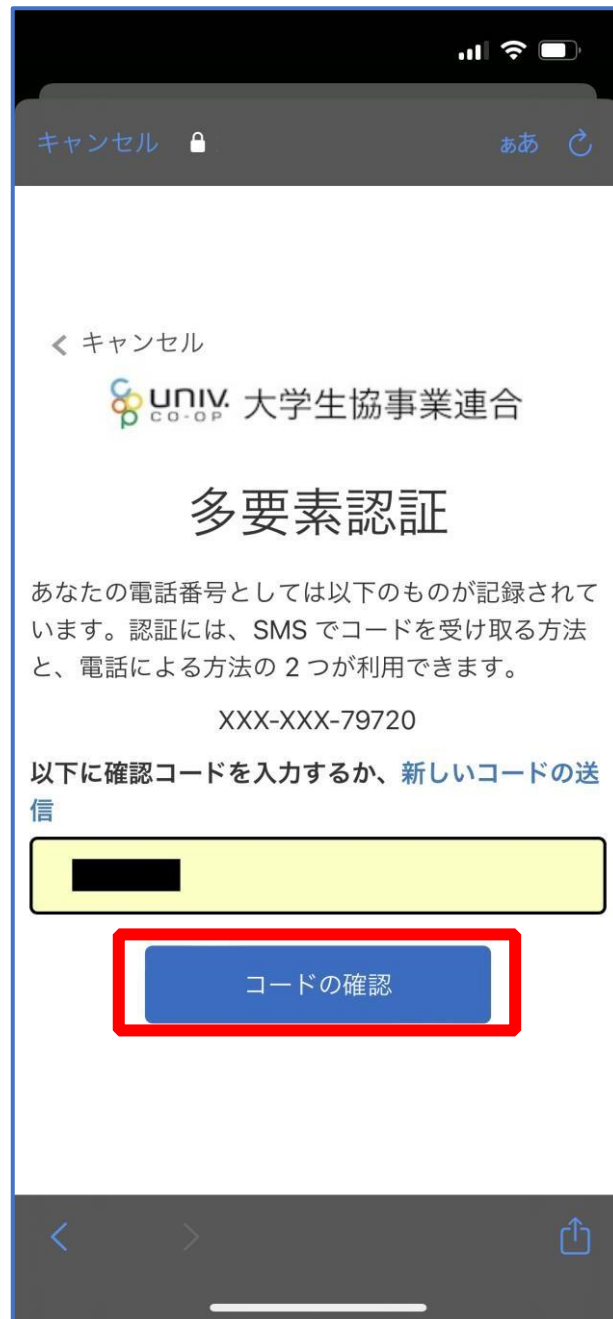 キャンセル
ぁあ
キャンセル
UNIV. CO-OP 大学生協事業連合
多要素認証
あなたの電話番号としては以下のものが記録されて
います。認証には、SMS でコードを受け取る方法
と、電話による方法の 2 つが利用できます。
XXX-XXX-79720
以下に確認コードを入力するか、新しいコードの送
信
コードの確認